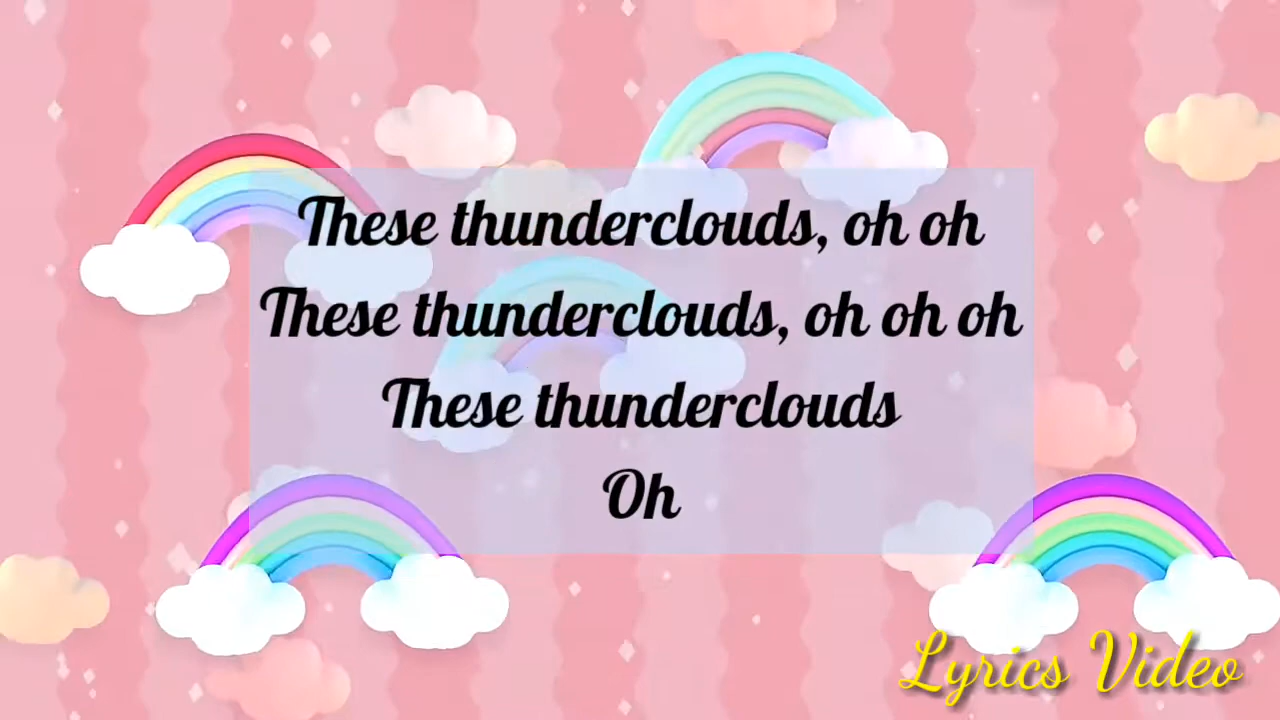 These thunderclouds, oh oh
These thunderclouds, oh oh oh
These thunderclouds
Oh
Lyrics Video